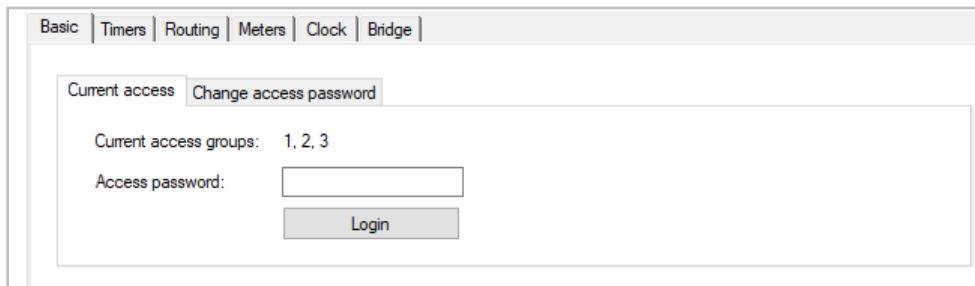 Basic Timers Routing Meters Clock Bridge
Current access Change access password
Current access groups: 1, 2, 3
Access password:
Login